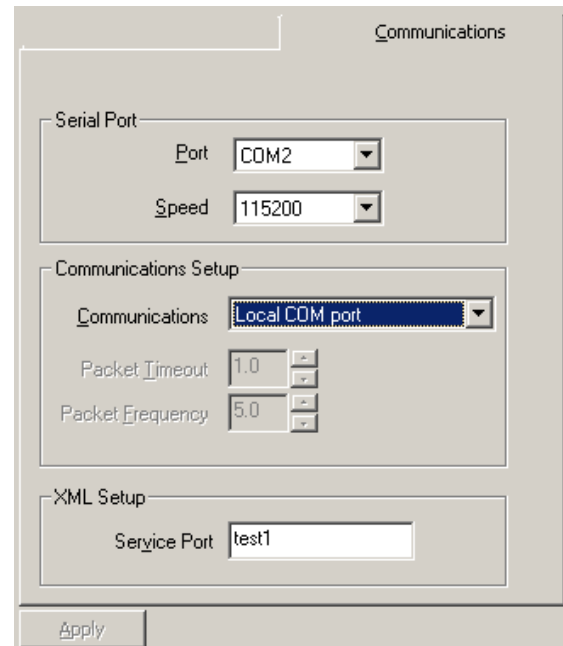 Communications
Serial Port
Port COM2
Speed 115200
Communications Setup
Communications Local COM port
Packet Timeout 1.0
Packet Frequency 5.0
XML Setup
Service Port test1
Apply